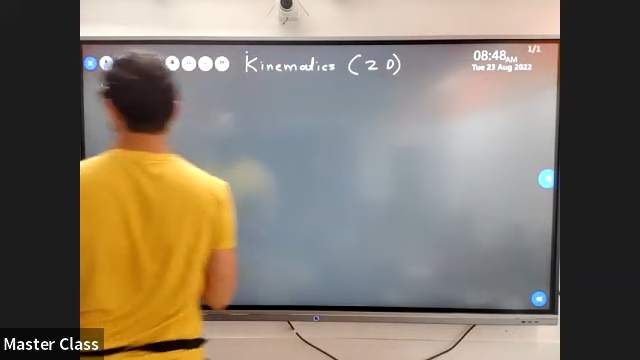 Kinematics (2D)
08:48AM
Tue 23 Aug 2022
1/1
Master Class